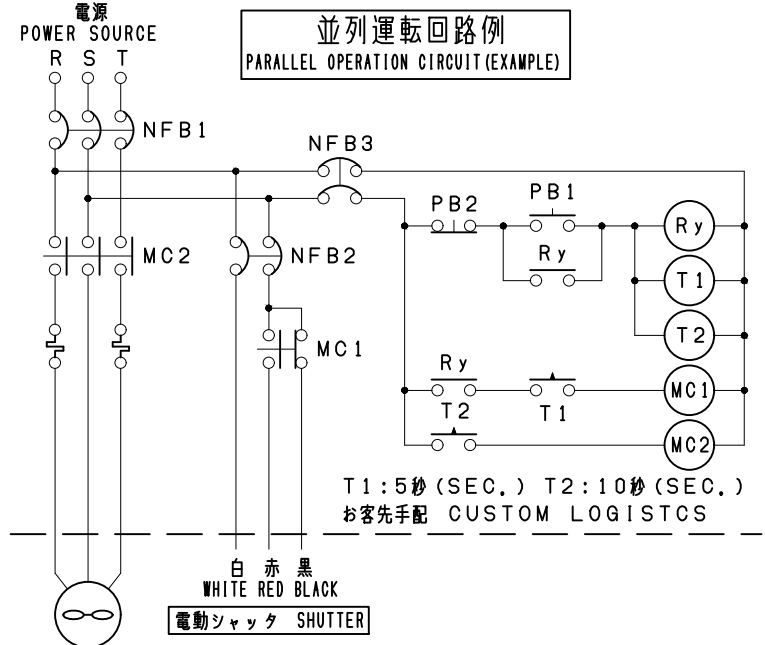 電源
POWER SOURCE
R S T
並列運転回路例
PARALLEL OPERATION CIRCUIT(EXAMPLE)
NFB1
NFB3
PB2
PB1
Ry
Ry
MC2
NFB2
T1
T2
MC1
Ry
T1
MC1
T2
MC2
T1:5秒(SEC.) T2:10秒(SEC.)
お客先手配 CUSTOM LOGISTCS
白 赤 黒
WHITE RED BLACK
電動シャッタ SHUTTER